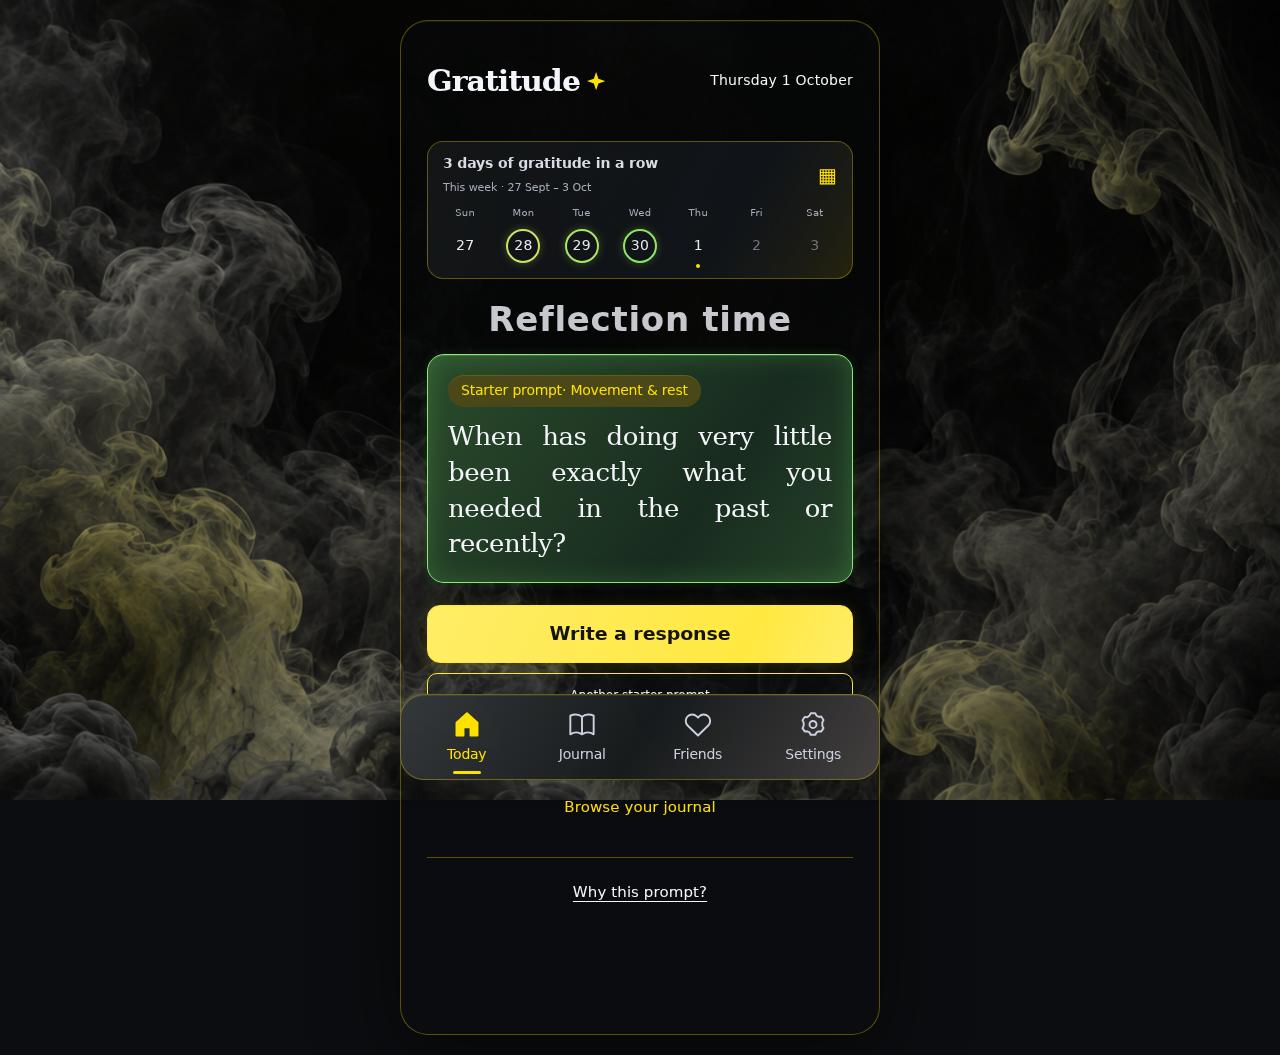 Gratitude
Thursday 1 October
3 days of gratitude in a row
This week · 27 Sept – 3 Oct
Sun Mon Tue Wed Thu Fri Sat
27 28 29 30 1 2 3
Reflection time
Starter prompt· Movement & rest
When has doing very little
been exactly what you
needed in the past or
recently?
Write a response
Another starter prompt
Today Journal Friends Settings
Browse your journal
Why this prompt?